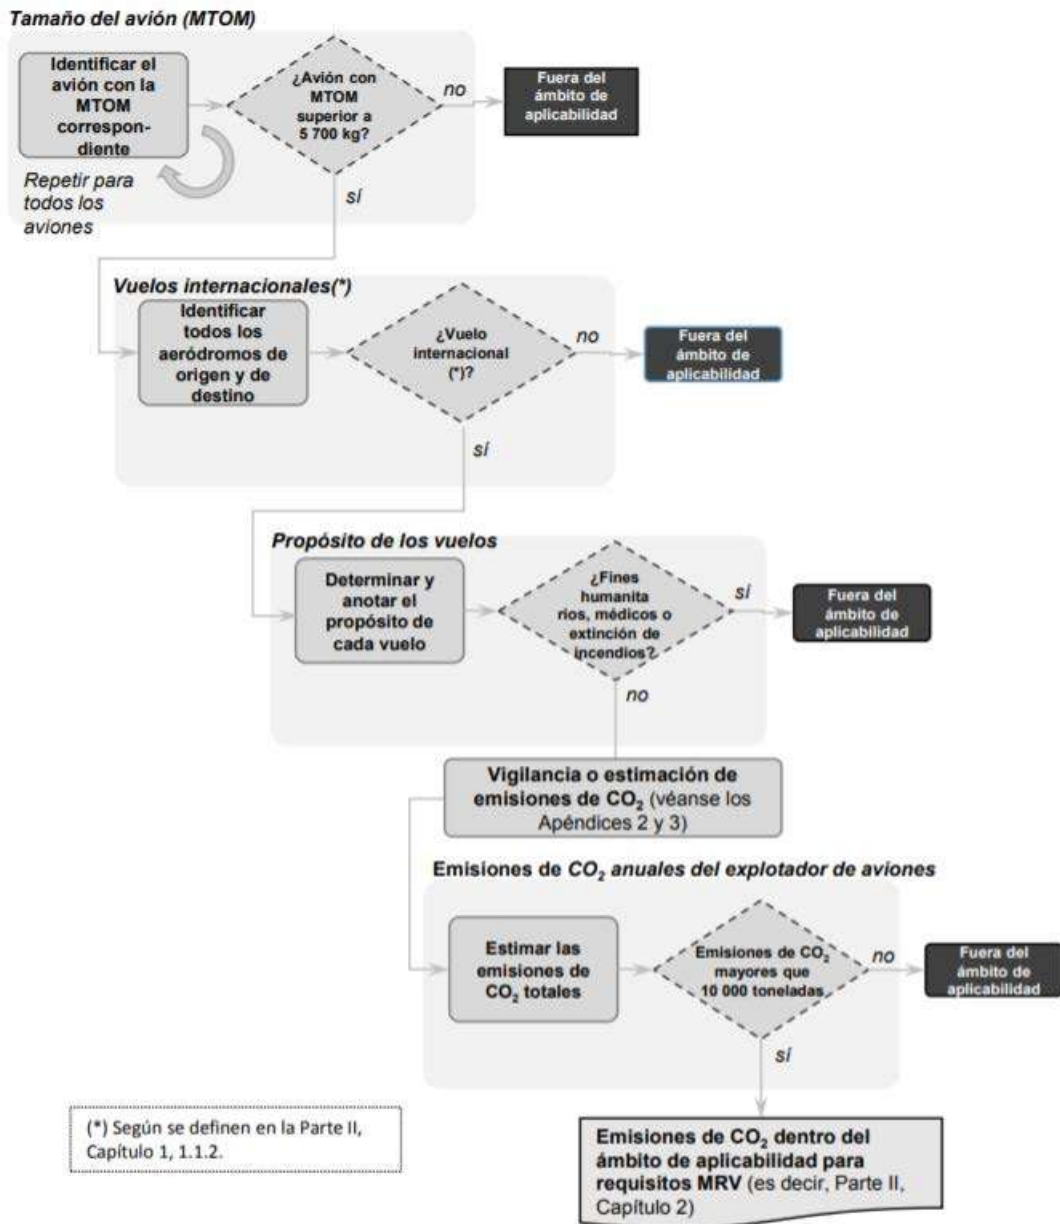 Tamaño del avión (MTOM)
Identificar el
avión con la
MTOM
correspon-
diente
¿Avión con
MTOM
superior a
5 700 kg?
no
Fuera del
ámbito de
aplicabilidad
Repetir para
todos los
aviones
sí
Vuelos internacionales(*)
Identificar
todos los
aeródromos de
origen y de
destino
¿Vuelo
internacional
(*)?
no
Fuera del
ámbito de
aplicabilidad
sí
Propósito de los vuelos
Determinar y
anotar el
propósito de
cada vuelo
¿Fines
humanita
rios, médicos o
extinción de
incendios?
sí
Fuera del
ámbito de
aplicabilidad
no
Vigilancia o estimación de
emisiones de CO₂ (véanse los
Apéndices 2 y 3)
Emisiones de CO₂ anuales del explotador de aviones
Estimar las
emisiones de
CO₂ totales
Emisiones de CO₂
mayores que
10 000 toneladas
no
Fuera del
ámbito de
aplicabilidad
sí
(*) Según se definen en la Parte II,
Capítulo 1, 1.1.2.
Emisiones de CO₂ dentro del
ámbito de aplicabilidad para
requisitos MRV (es decir, Parte II,
Capítulo 2)